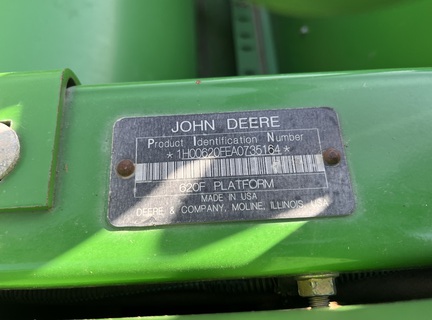 JOHN DEERE
Product Identification Number
*1H00620FEA0735164*
620F PLATFORM
MADE IN USA
DEERE & COMPANY, MOLINE, ILLINOIS, USA